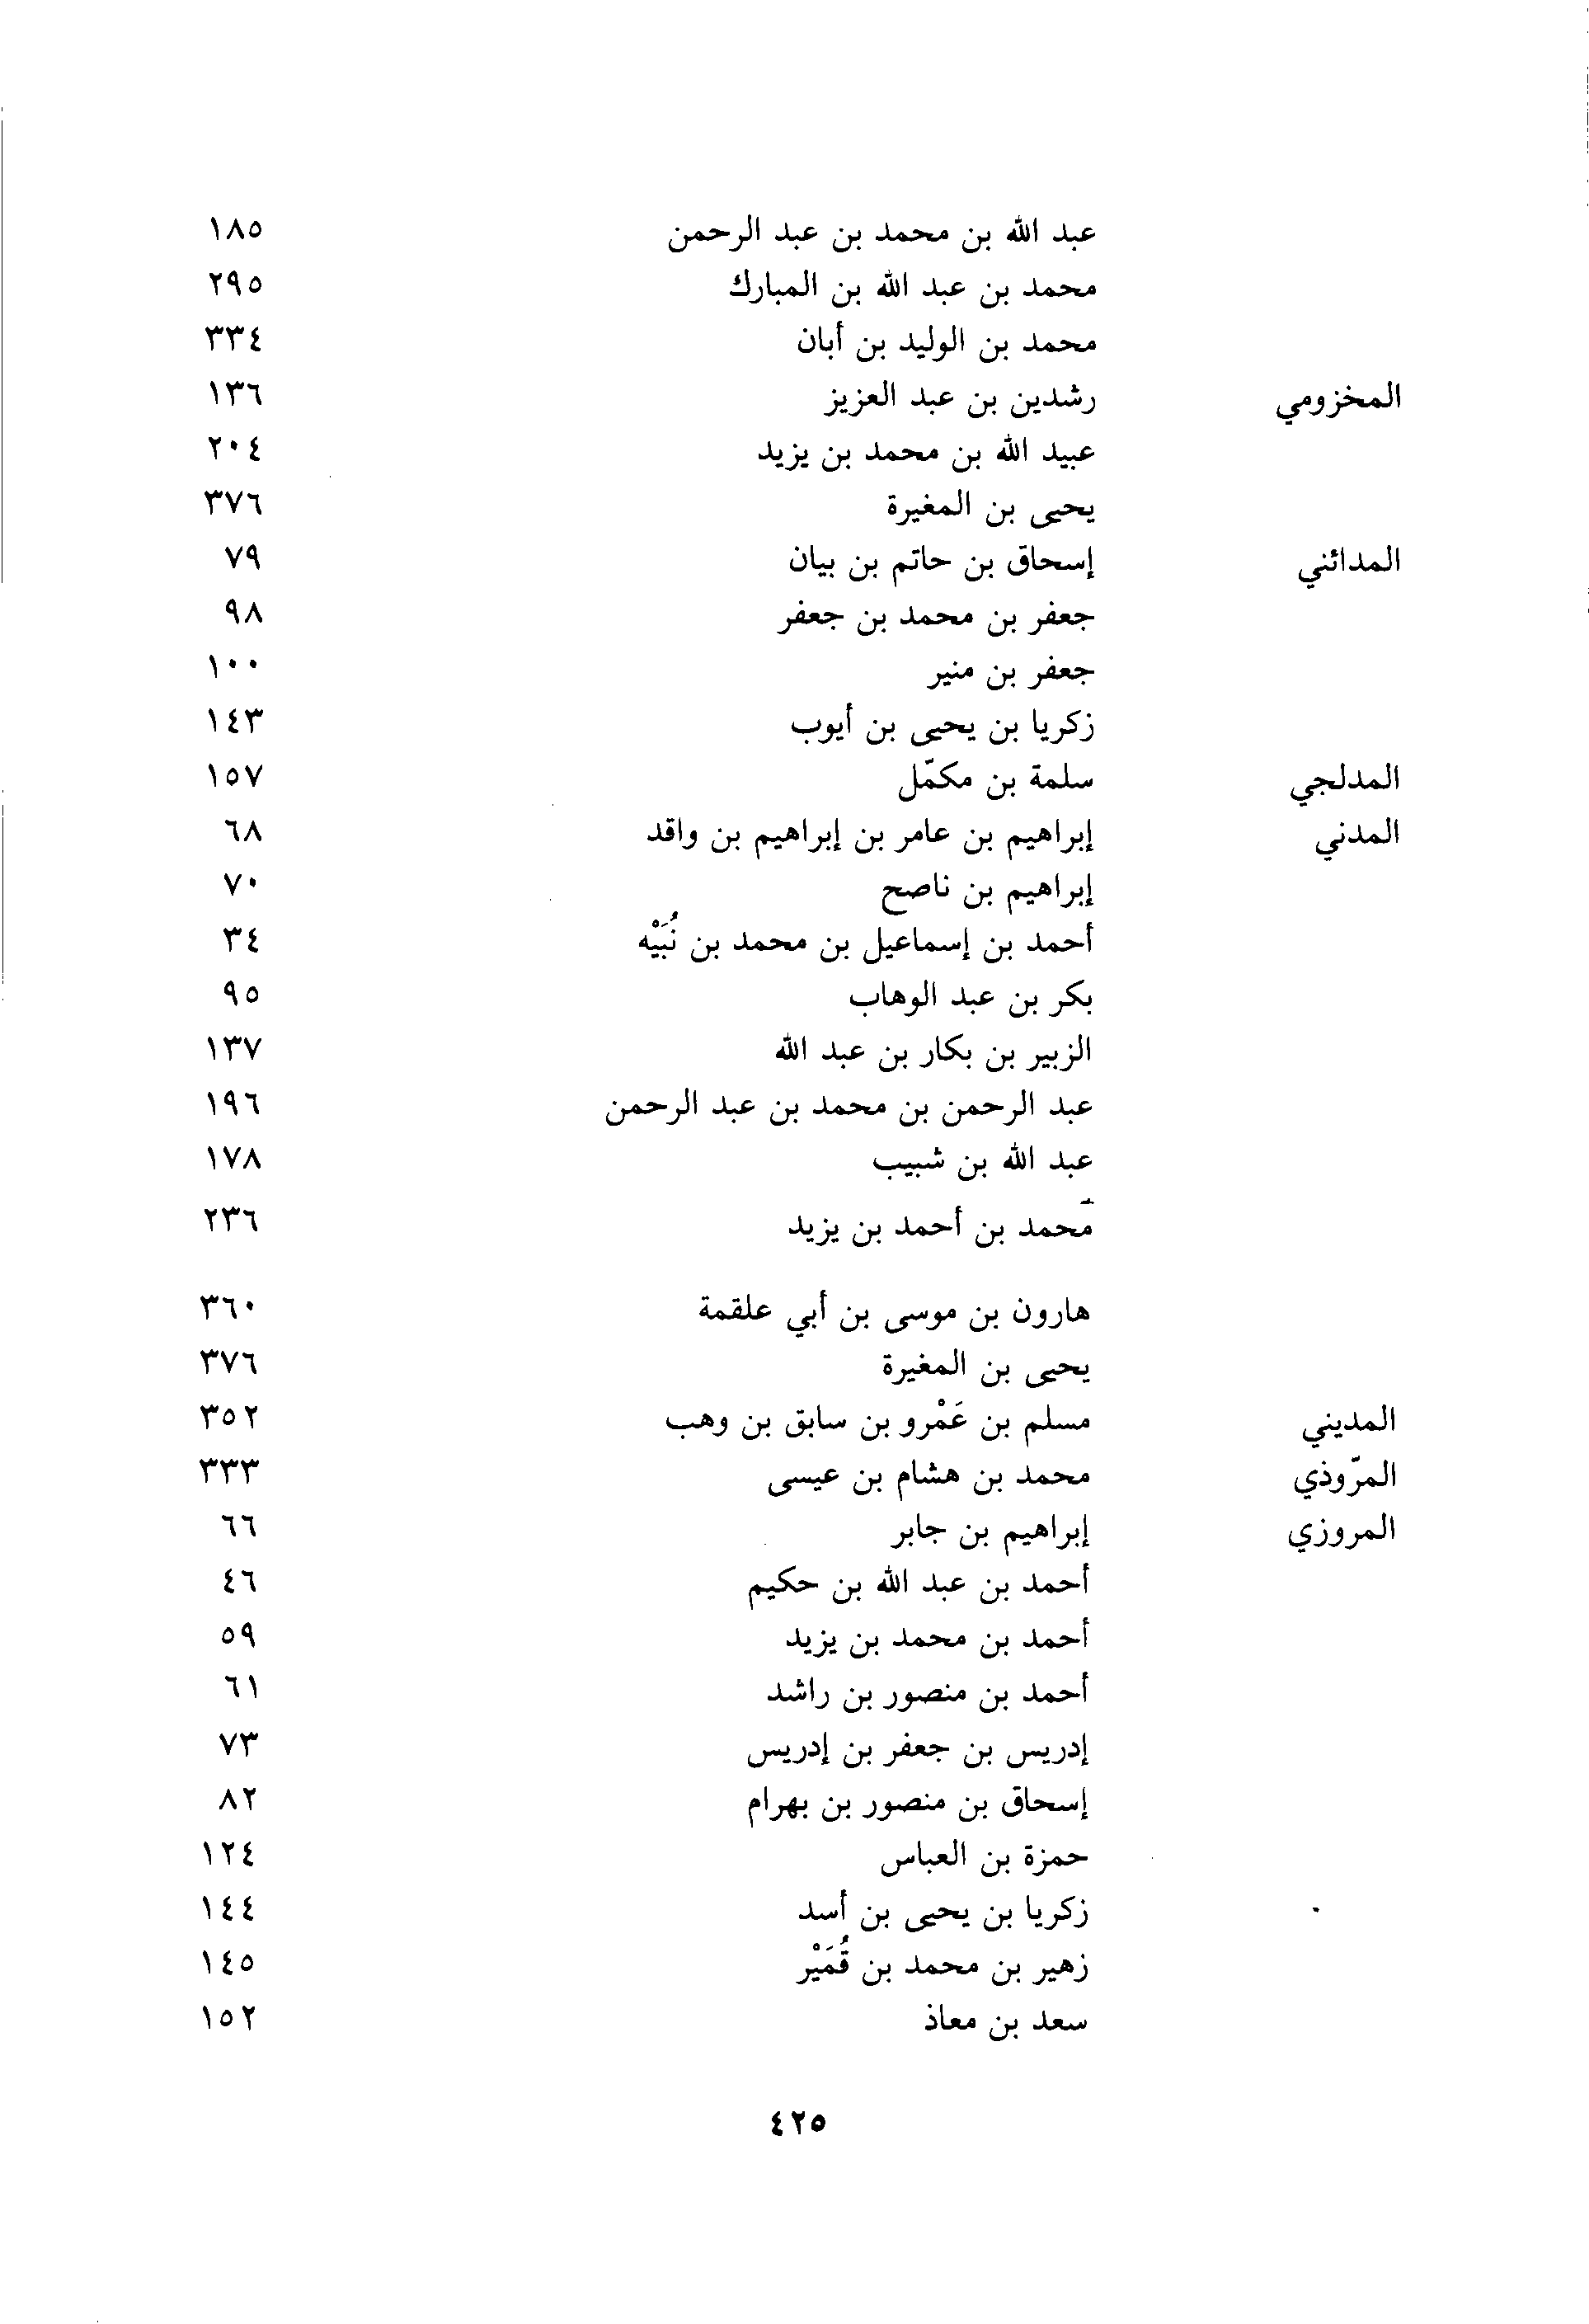 عبد الله بن محمد بن عبد الرحمن ١٨٥
محمد بن عبد الله بن المبارك ٢٩٥
محمد بن الوليد بن أبان ٣٣٤
المخزومي رشدين بن عبد العزيز ١٣٦
عبيد الله بن محمد بن يزيد ٢٠٤
يحيى بن المغيرة ٣٧٦
المدائني إسحاق بن حاتم بن بيان ٧٩
جعفر بن محمد بن جعفر ٩٨
جعفر بن منير ١٠٠
زكريا بن يحيى بن أيوب ١٤٣
المدلجي سلمة بن مكمّل ١٥٧
المدني إبراهيم بن عامر بن إبراهيم بن واقد ٦٨
إبراهيم بن ناصح ٧٠
أحمد بن إسماعيل بن محمد بن نُبَيْه ٣٤
بكر بن عبد الوهاب ٩٥
الزبير بن بكار بن عبد الله ١٣٧
عبد الرحمن بن محمد بن عبد الرحمن ١٩٦
عبد الله بن شبيب ١٧٨
محمد بن أحمد بن يزيد ٢٣٦
هارون بن موسى بن أبي علقمة ٣٦٠
يحيى بن المغيرة ٣٧٦
المديني مسلم بن عَمْرو بن سابق بن وهب ٣٥٢
المرّوذي محمد بن هشام بن عيسى ٣٣٣
المروزي إبراهيم بن جابر ٦٦
أحمد بن عبد الله بن حكيم ٤٦
أحمد بن محمد بن يزيد ٥٩
أحمد بن منصور بن راشد ٦١
إدريس بن جعفر بن إدريس ٧٣
إسحاق بن منصور بن بهرام ٨٢
حمزة بن العباس ١٢٤
زكريا بن يحيى بن أسد ١٤٤
زهير بن محمد بن قُمَيْر ١٤٥
سعد بن معاذ ١٥٢
٤٢٥